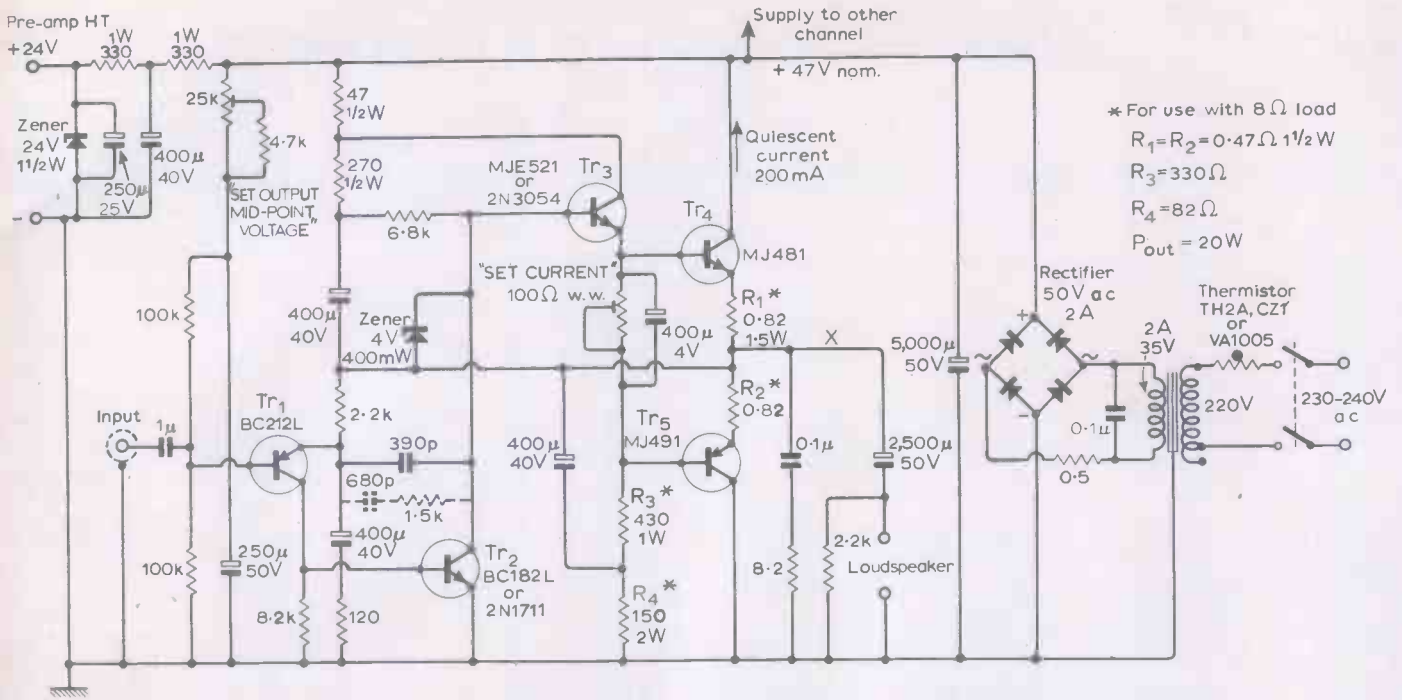 Pre-amp HT
+24V
1W
330
1W
330
Zener
24V
1½W
250µ
25V
400µ
40V
25k
4·7k
"SET OUTPUT
MID-POINT
VOLTAGE"
47
½W
270
½W
6·8k
MJE521
or
2N3054
Tr3
Supply to other
channel
+47V nom.
Quiescent
current
200mA
Tr4
MJ481
"SET CURRENT"
100Ω w.w.
400µ
4V
R1*
0·82
1·5W
X
R2*
0·82
Tr5
MJ491
100k
400µ
40V
Zener
4V
400mW
Input
1µ
Tr1
BC212L
2·2k
390p
680p
1·5k
400µ
40V
400µ
40V
Tr2
BC182L
or
2N1711
100k
250µ
50V
8·2k
120
R3*
430
1W
R4*
150
2W
0·1µ
8·2
2,500µ
50V
2·2k
Loudspeaker
5,000µ
50V
* For use with 8Ω load
R1=R2=0·47Ω 1½W
R3=330Ω
R4=82Ω
Pout = 20W
Rectifier
50V ac
2A
+
~
~
−
2A
35V
0·1µ
0·5
Thermistor
TH2A, CZ1
or
VA1005
220V
230-240V
ac